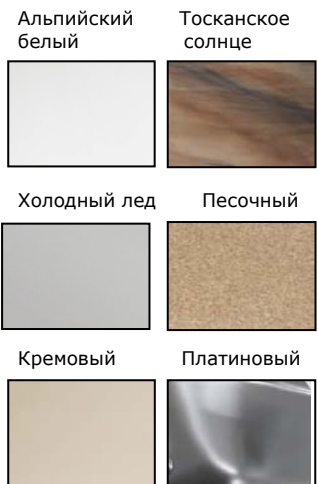 Альпийский
белый
Тосканское
солнце
Холодный лед
Песочный
Кремовый
Платиновый